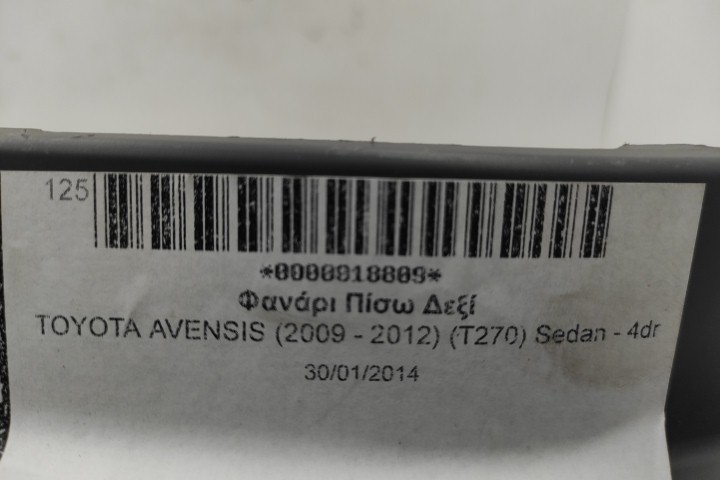 125
*0000018809*
Φανάρι Πίσω Δεξί
TOYOTA AVENSIS (2009 - 2012) (T270) Sedan - 4dr
30/01/2014